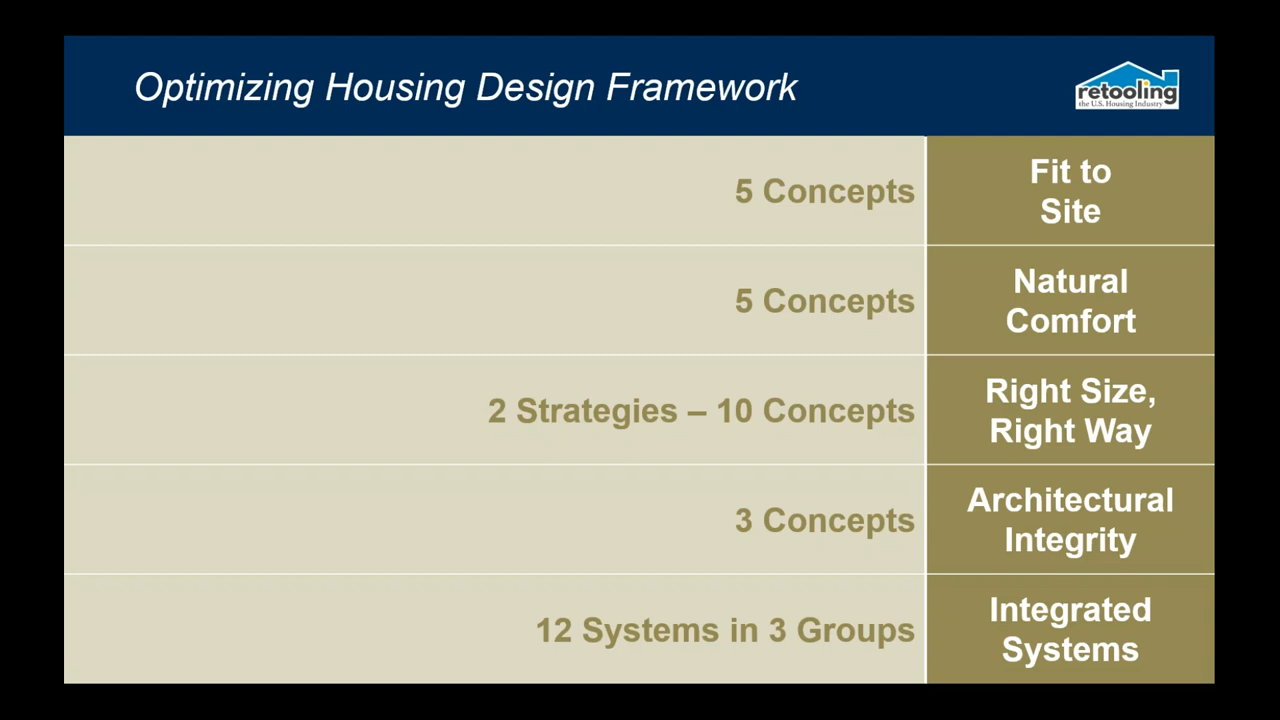 Optimizing Housing Design Framework
retooling
the U.S. Housing Industry
5 Concepts
Fit to
Site
5 Concepts
Natural
Comfort
2 Strategies – 10 Concepts
Right Size,
Right Way
3 Concepts
Architectural
Integrity
12 Systems in 3 Groups
Integrated
Systems